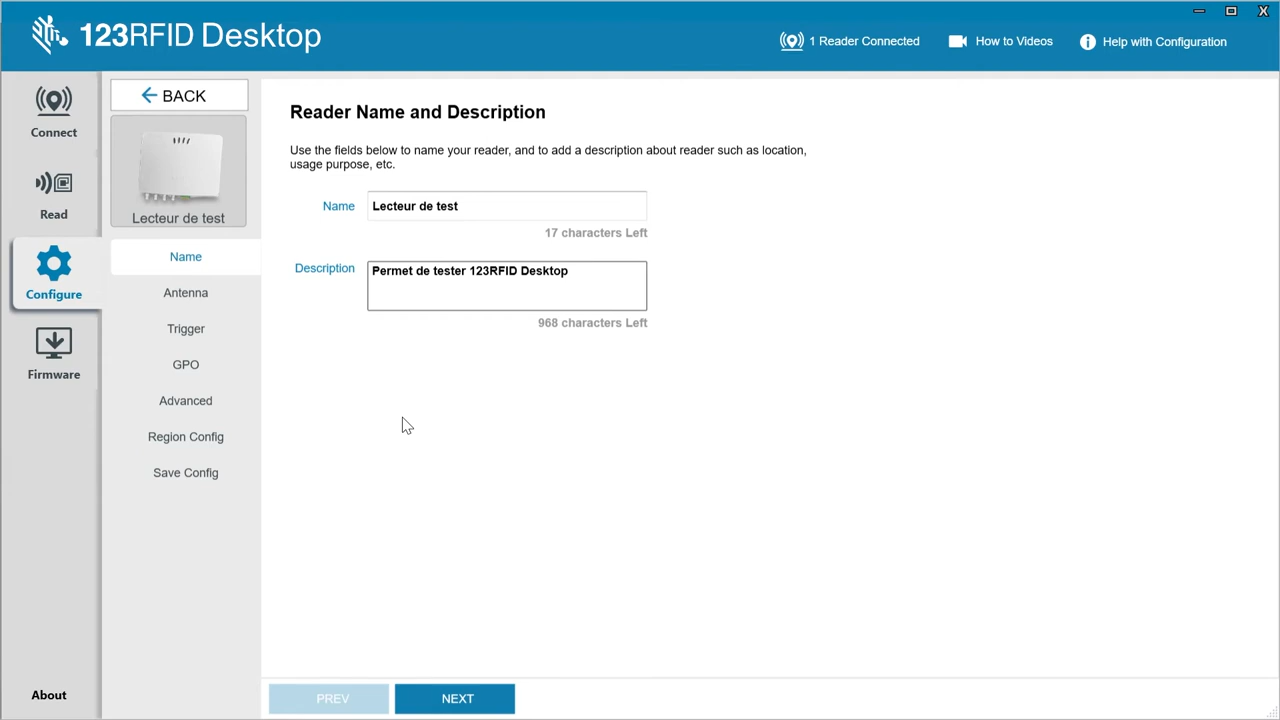 123RFID Desktop
1 Reader Connected
How to Videos
Help with Configuration
Connect
Read
Configure
Firmware
About
BACK
Lecteur de test
Name
Antenna
Trigger
GPO
Advanced
Region Config
Save Config
Reader Name and Description
Use the fields below to name your reader, and to add a description about reader such as location,
usage purpose, etc.
Name Lecteur de test
17 characters Left
Description Permet de tester 123RFID Desktop
968 characters Left
PREV NEXT